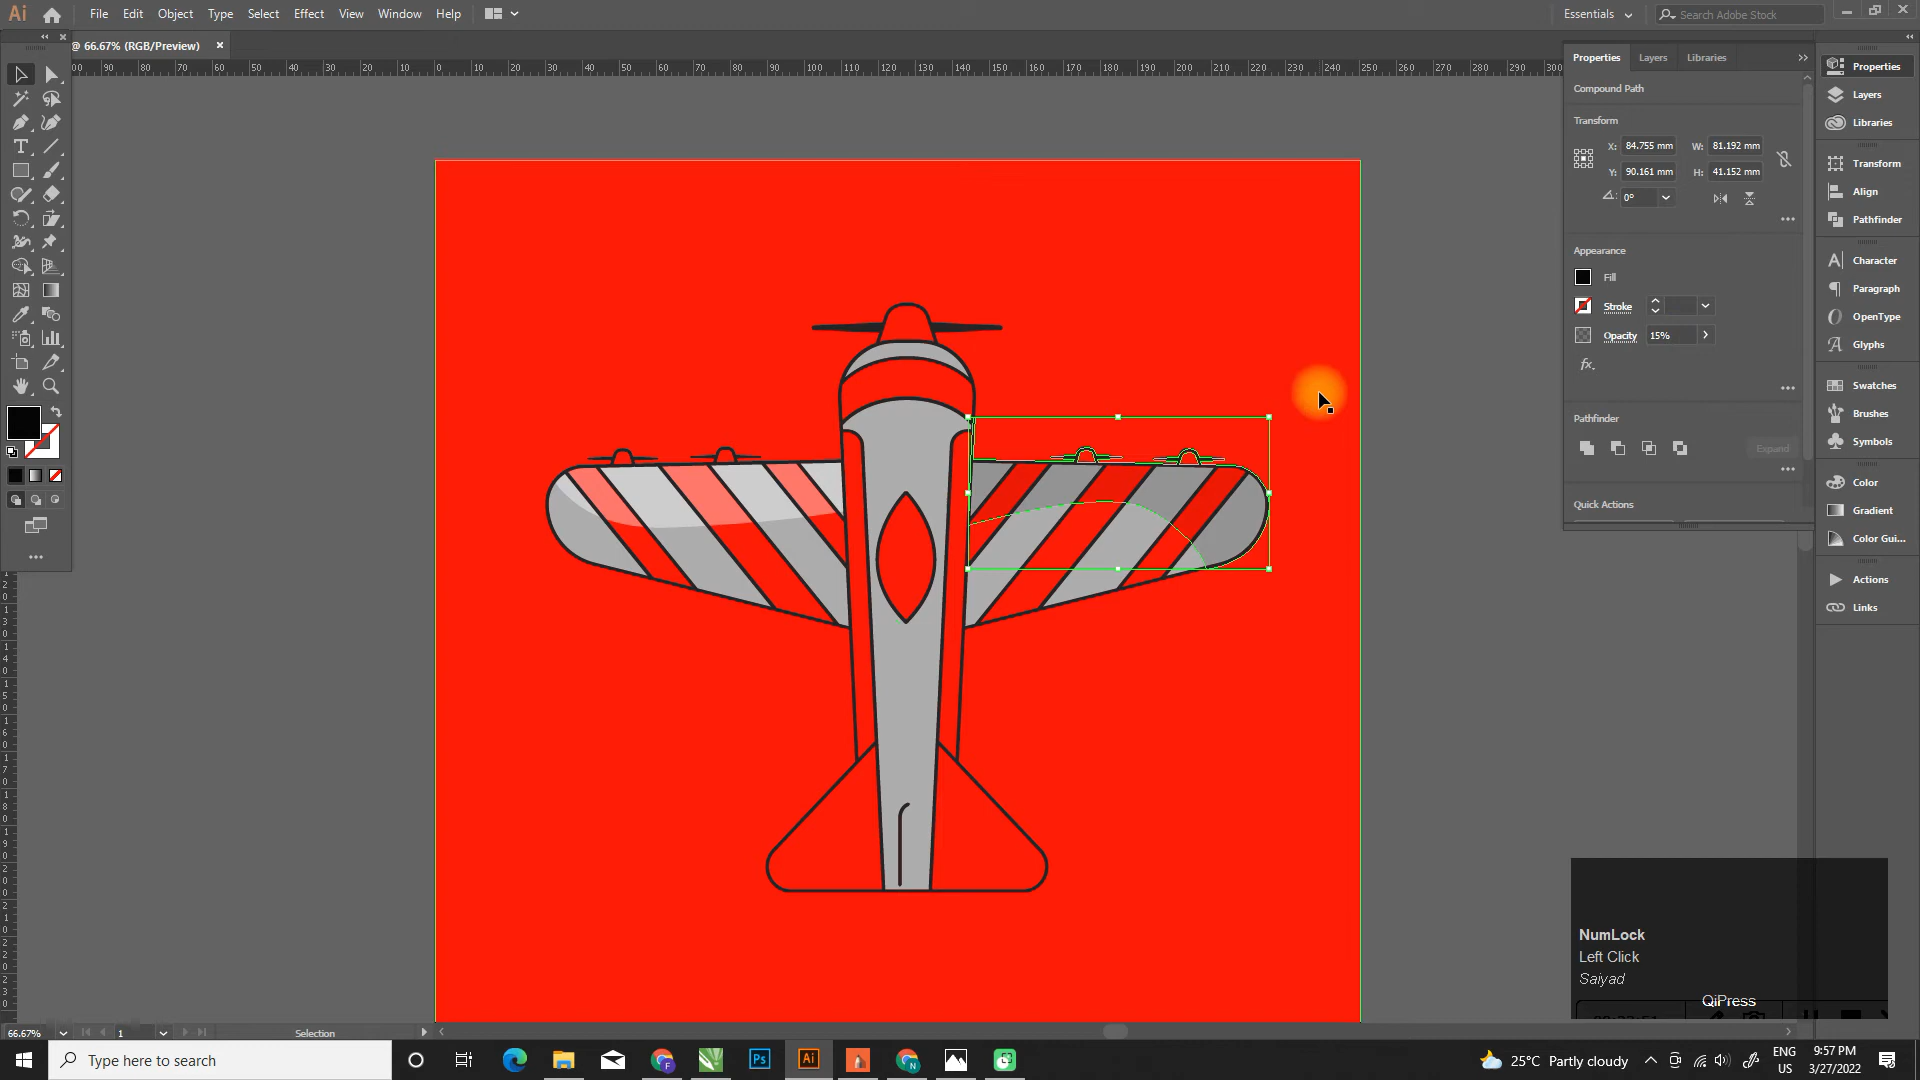 Ai File Edit Object Type Select Effect View Window Help Essentials Search Adobe Stock
@ 66.67% (RGB/Preview) ×
Properties Layers Libraries
Compound Path
Transform
X: 84.755 mm W: 81.192 mm
Y: 90.161 mm H: 41.152 mm
0°
Appearance
Fill
Stroke
Opacity 15%
fx.
Pathfinder
Expand
Quick Actions
Properties
Layers
Libraries
Transform
Align
Pathfinder
Character
Paragraph
OpenType
Glyphs
Swatches
Brushes
Symbols
Color
Gradient
Color Gui...
Actions
Links
NumLock
Left Click
Saiyad
QiPress
66.67% 1 Selection
Type here to search
Ps Ai
25°C Partly cloudy
ENG
US
9:57 PM
3/27/2022